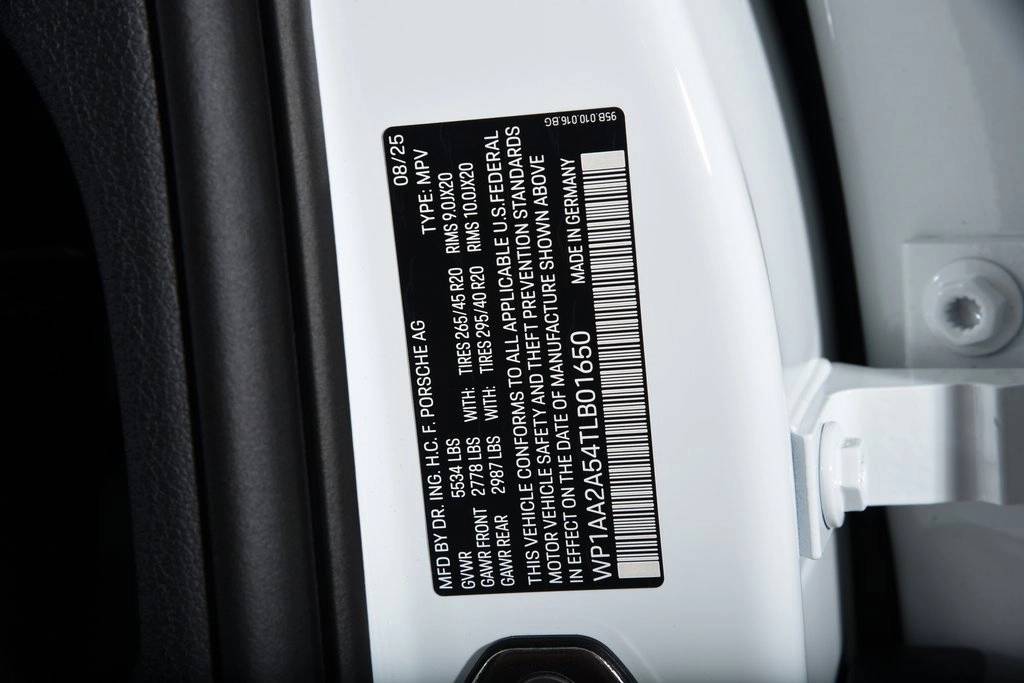 MFD BY DR. ING. H.C. F. PORSCHE AG 08/25
GVWR 5534 LBS TYPE: MPV
GAWR FRONT 2778 LBS WITH: TIRES 265/45 R20 RIMS 9.0JX20
GAWR REAR 2987 LBS WITH: TIRES 295/40 R20 RIMS 10.0JX20
THIS VEHICLE CONFORMS TO ALL APPLICABLE U.S.FEDERAL
MOTOR VEHICLE SAFETY AND THEFT PREVENTION STANDARDS
IN EFFECT ON THE DATE OF MANUFACTURE SHOWN ABOVE
WP1AA2A54TLB01650 MADE IN GERMANY
95B.010.016.BG